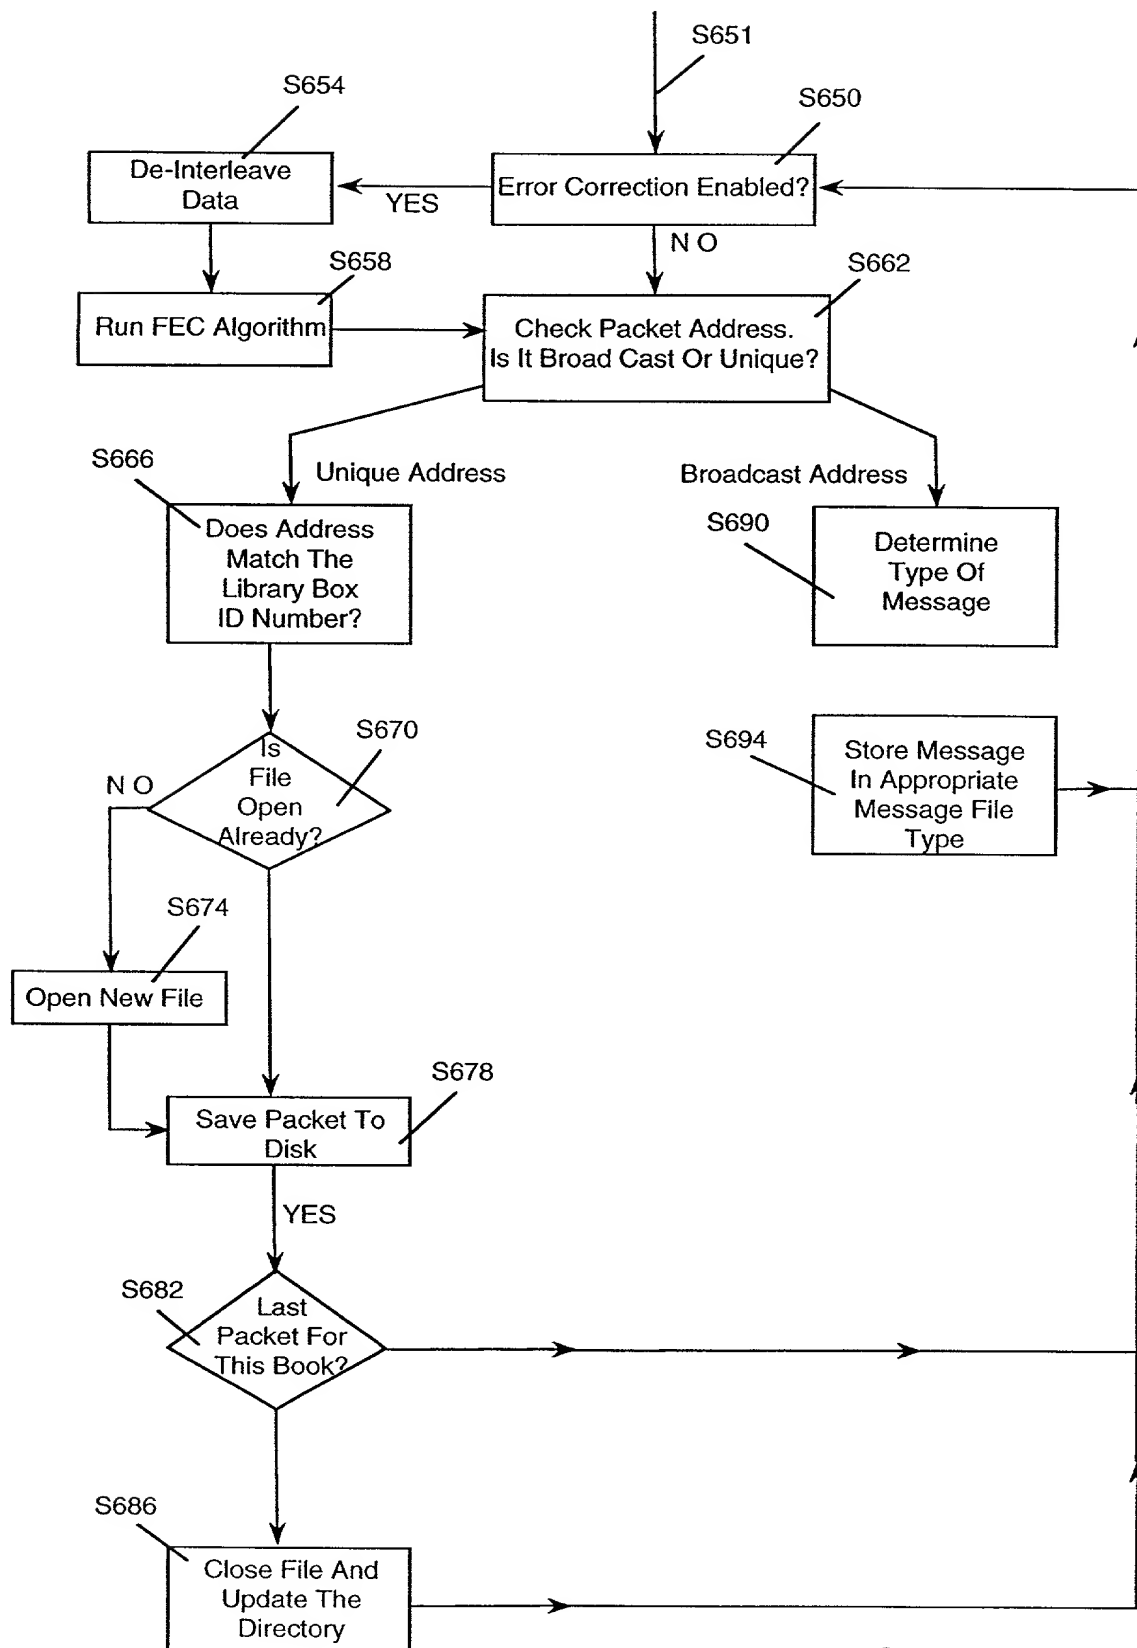 S651
S654
S650
De-Interleave
Data
Error Correction Enabled?
YES
N O
S658
S662
Run FEC Algorithm
Check Packet Address.
Is It Broad Cast Or Unique?
S666
Unique Address
Broadcast Address
Does Address
Match The
Library Box
ID Number?
S690
Determine
Type Of
Message
S670
Is
File
Open
Already?
N O
S694
Store Message
In Appropriate
Message File
Type
S674
Open New File
S678
Save Packet To
Disk
YES
S682
Last
Packet For
This Book?
S686
Close File And
Update The
Directory